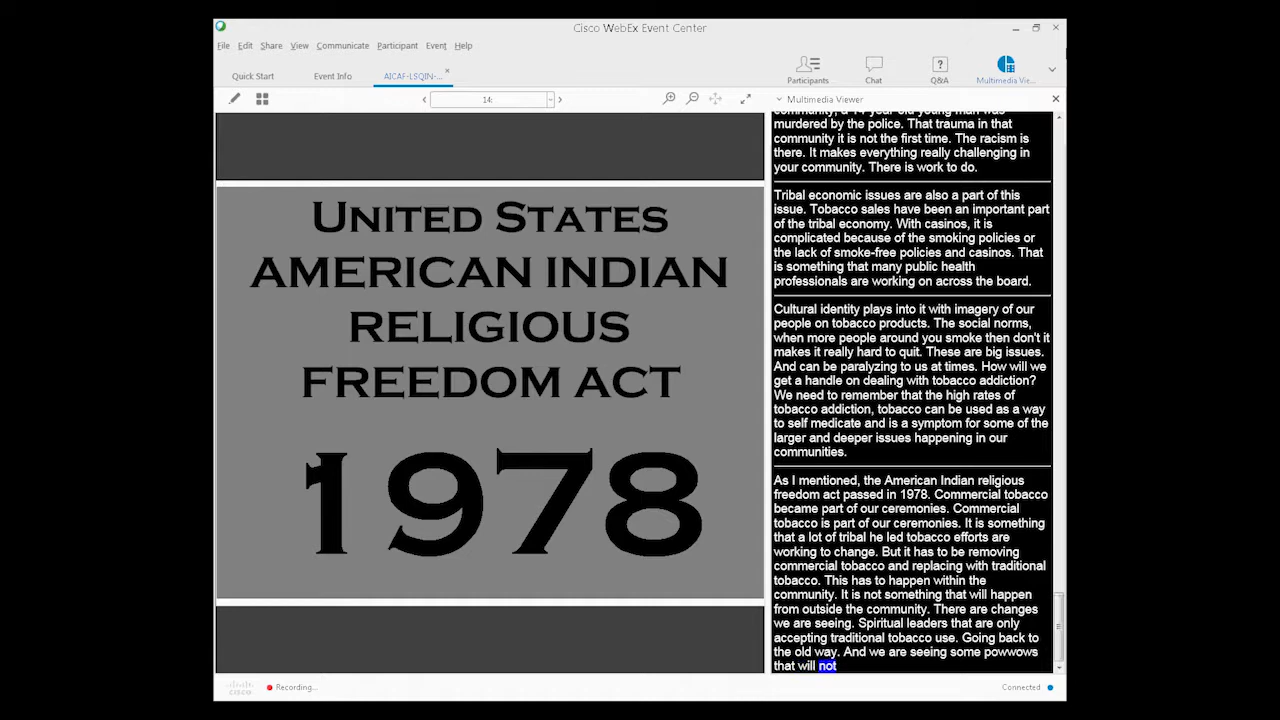 Cisco WebEx Event Center
File Edit Share View Communicate Participant Event Help
Quick Start Event Info AICAF-LSQIN-... Participants Chat Q&A Multimedia Vie...
14:
Multimedia Viewer
United States
AMERICAN INDIAN
RELIGIOUS
FREEDOM ACT
1978
community, a 14-year-old young man was
murdered by the police. That trauma in that
community it is not the first time. The racism is
there. It makes everything really challenging in
your community. There is work to do.
Tribal economic issues are also a part of this
issue. Tobacco sales have been an important part
of the tribal economy. With casinos, it is
complicated because of the smoking policies or
the lack of smoke-free policies and casinos. That
is something that many public health
professionals are working on across the board.
Cultural identity plays into it with imagery of our
people on tobacco products. The social norms,
when more people around you smoke then don't it
makes it really hard to quit. These are big issues.
And can be paralyzing to us at times. How will we
get a handle on dealing with tobacco addiction?
We need to remember that the high rates of
tobacco addiction, tobacco can be used as a way
to self medicate and is a symptom for some of the
larger and deeper issues happening in our
communities.
As I mentioned, the American Indian religious
freedom act passed in 1978. Commercial tobacco
became part of our ceremonies. Commercial
tobacco is part of our ceremonies. It is something
that a lot of tribal he led tobacco efforts are
working to change. But it has to be removing
commercial tobacco and replacing with traditional
tobacco. This has to happen within the
community. It is not something that will happen
from outside the community. There are changes
we are seeing. Spiritual leaders that are only
accepting traditional tobacco use. Going back to
the old way. And we are seeing some powwows
that will not
CISCO Recording... Connected